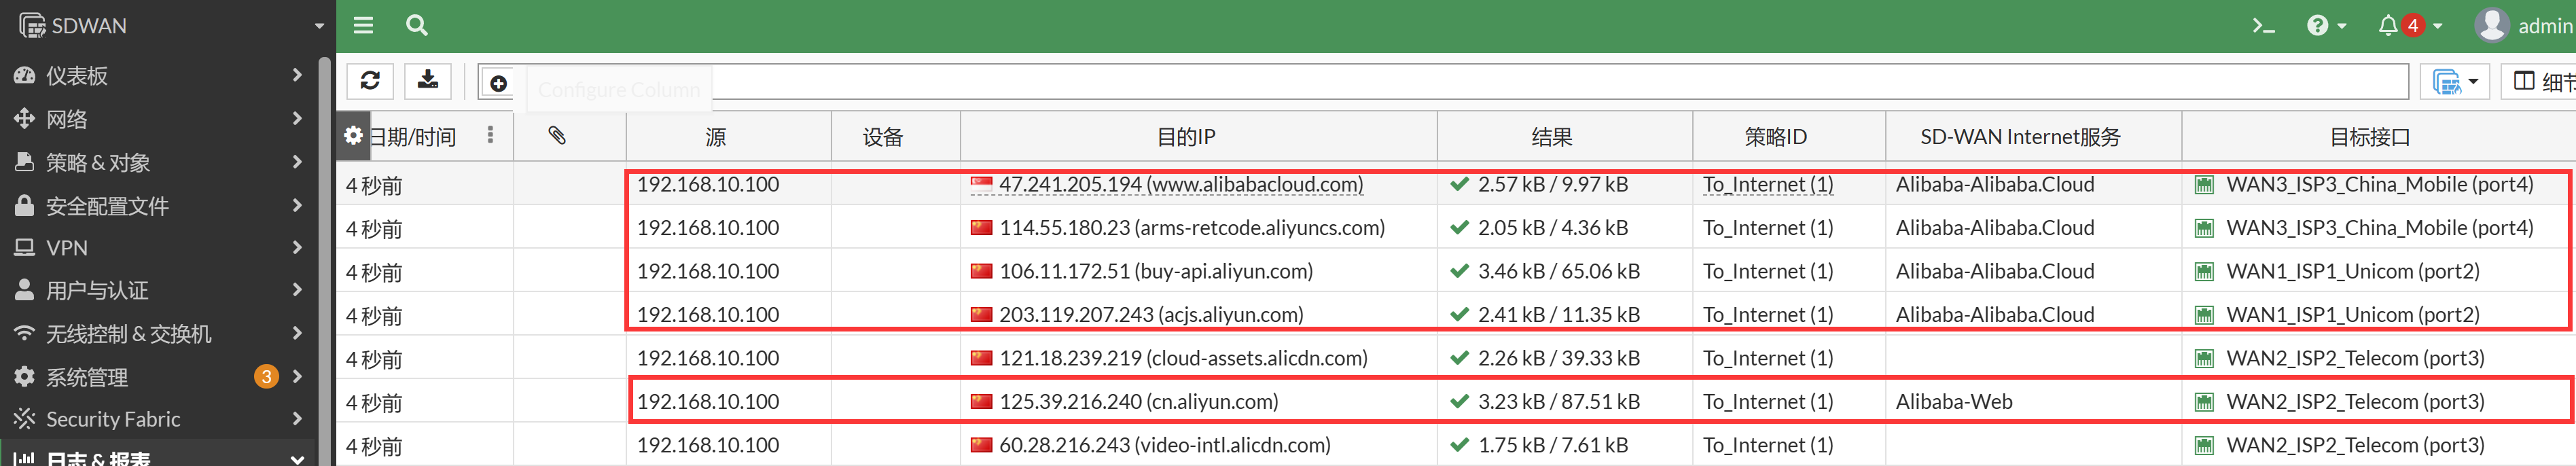 SDWAN
4
admin
仪表板
网络
策略 & 对象
安全配置文件
VPN
用户与认证
无线控制 & 交换机
系统管理 3
Security Fabric
日志 & 报表
Configure Column
细节
日期/时间 源 设备 目的IP 结果 策略ID SD-WAN Internet服务 目标接口
4 秒前 192.168.10.100 47.241.205.194 (www.alibabacloud.com) 2.57 kB / 9.97 kB To_Internet (1) Alibaba-Alibaba.Cloud WAN3_ISP3_China_Mobile (port4)
4 秒前 192.168.10.100 114.55.180.23 (arms-retcode.aliyuncs.com) 2.05 kB / 4.36 kB To_Internet (1) Alibaba-Alibaba.Cloud WAN3_ISP3_China_Mobile (port4)
4 秒前 192.168.10.100 106.11.172.51 (buy-api.aliyun.com) 3.46 kB / 65.06 kB To_Internet (1) Alibaba-Alibaba.Cloud WAN1_ISP1_Unicom (port2)
4 秒前 192.168.10.100 203.119.207.243 (acjs.aliyun.com) 2.41 kB / 11.35 kB To_Internet (1) Alibaba-Alibaba.Cloud WAN1_ISP1_Unicom (port2)
4 秒前 192.168.10.100 121.18.239.219 (cloud-assets.alicdn.com) 2.26 kB / 39.33 kB To_Internet (1) WAN2_ISP2_Telecom (port3)
4 秒前 192.168.10.100 125.39.216.240 (cn.aliyun.com) 3.23 kB / 87.51 kB To_Internet (1) Alibaba-Web WAN2_ISP2_Telecom (port3)
4 秒前 192.168.10.100 60.28.216.243 (video-intl.alicdn.com) 1.75 kB / 7.61 kB To_Internet (1) WAN2_ISP2_Telecom (port3)